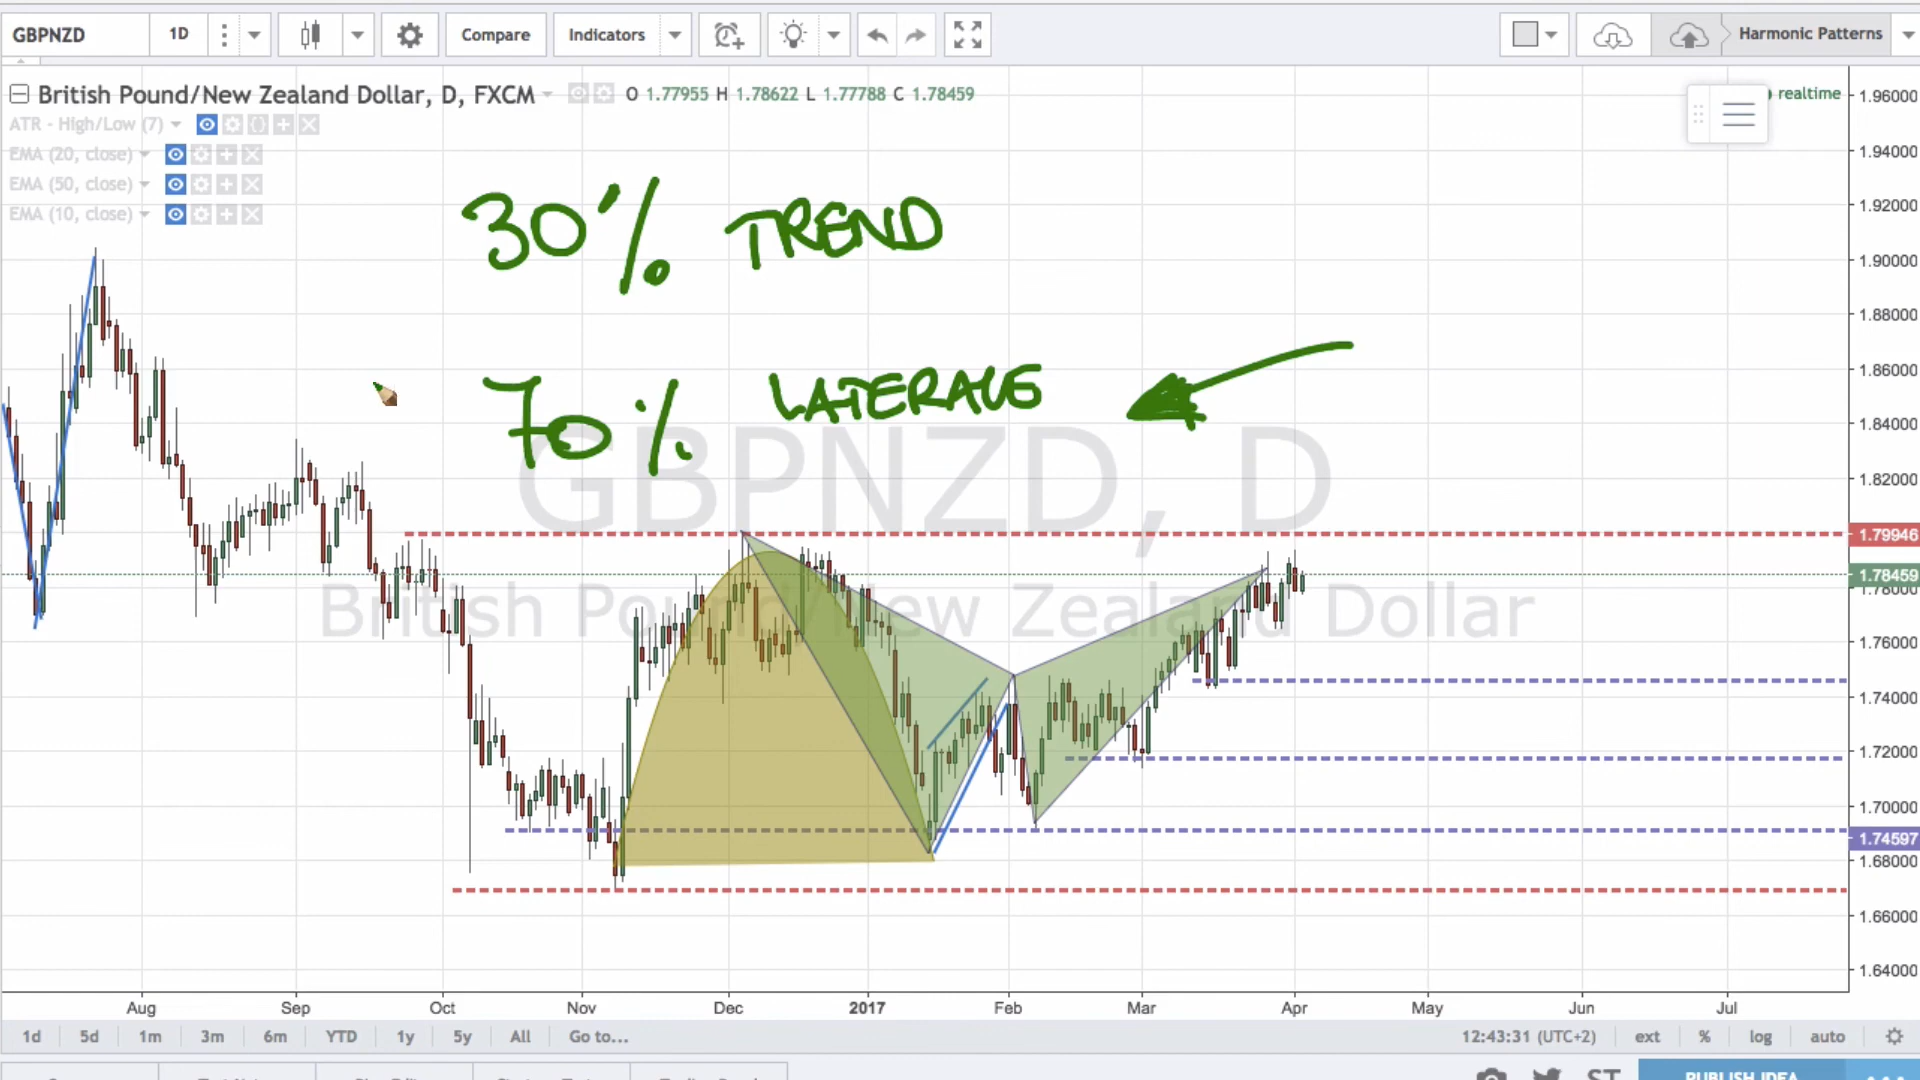 GBPNZD 1D Compare Indicators Harmonic Patterns
British Pound/New Zealand Dollar, D, FXCM O 1.77955 H 1.78622 L 1.77788 C 1.78459 realtime
ATR - High/Low (7)
EMA (20, close)
EMA (50, close)
EMA (10, close)
30% TREND
70% LATERALE
GBPNZD, D
British Pound/New Zealand Dollar
1.96000
1.94000
1.92000
1.90000
1.88000
1.86000
1.84000
1.82000
1.79946
1.78459
1.78000
1.76000
1.74000
1.72000
1.70000
1.74597
1.68000
1.66000
1.64000
Aug Sep Oct Nov Dec 2017 Feb Mar Apr May Jun Jul
1d 5d 1m 3m 6m YTD 1y 5y All Go to... 12:43:31 (UTC+2) ext % log auto
ST PUBLISH IDEA